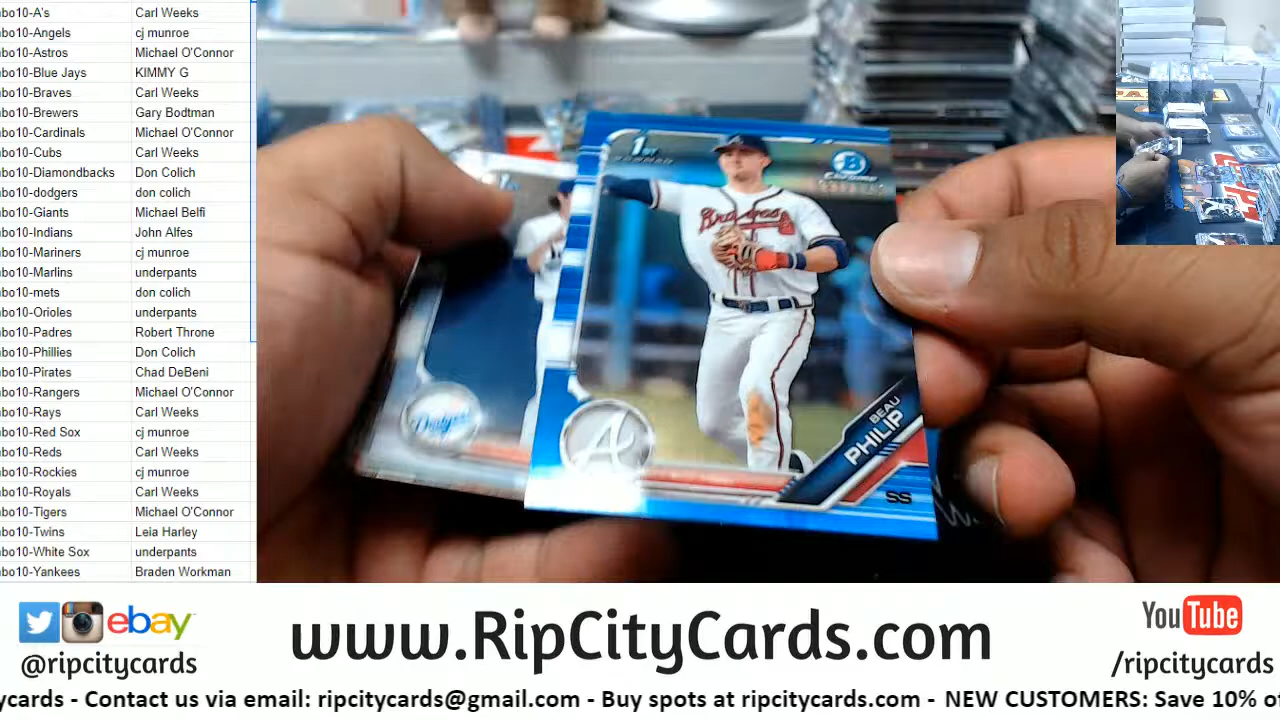 bo10-A's Carl Weeks
bo10-Angels cj munroe
bo10-Astros Michael O'Connor
bo10-Blue Jays KIMMY G
bo10-Braves Carl Weeks
bo10-Brewers Gary Bodtman
bo10-Cardinals Michael O'Connor
bo10-Cubs Carl Weeks
bo10-Diamondbacks Don Colich
bo10-dodgers don colich
bo10-Giants Michael Belfi
bo10-Indians John Alfes
bo10-Mariners cj munroe
bo10-Marlins underpants
bo10-mets don colich
bo10-Orioles underpants
bo10-Padres Robert Throne
bo10-Phillies Don Colich
bo10-Pirates Chad DeBeni
bo10-Rangers Michael O'Connor
bo10-Rays Carl Weeks
bo10-Red Sox cj munroe
bo10-Reds Carl Weeks
bo10-Rockies cj munroe
bo10-Royals Carl Weeks
bo10-Tigers Michael O'Connor
bo10-Twins Leia Harley
bo10-White Sox underpants
bo10-Yankees Braden Workman
1ST
BOWMAN
B
CHROME
Braves
A
Dodgers
BEAU
PHILIP
SS
ebay
@ripcitycards
www.RipCityCards.com
YouTube
/ripcitycards
ycards - Contact us via email: ripcitycards@gmail.com - Buy spots at ripcitycards.com - NEW CUSTOMERS: Save 10% of